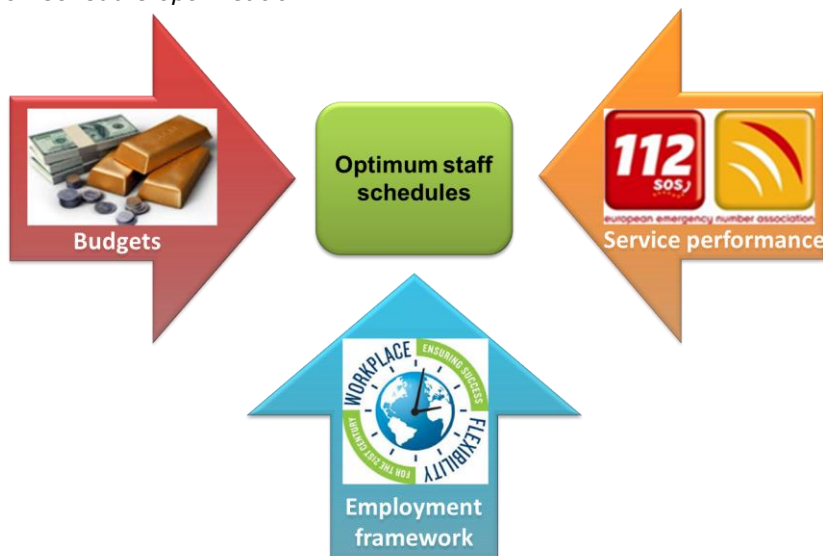 Optimum staff
schedules
Budgets
112
SOS
european emergency number association
Service performance
WORKPLACE
ENSURING SUCCESS
FLEXIBILITY
FOR THE 21ST CENTURY
Employment
framework